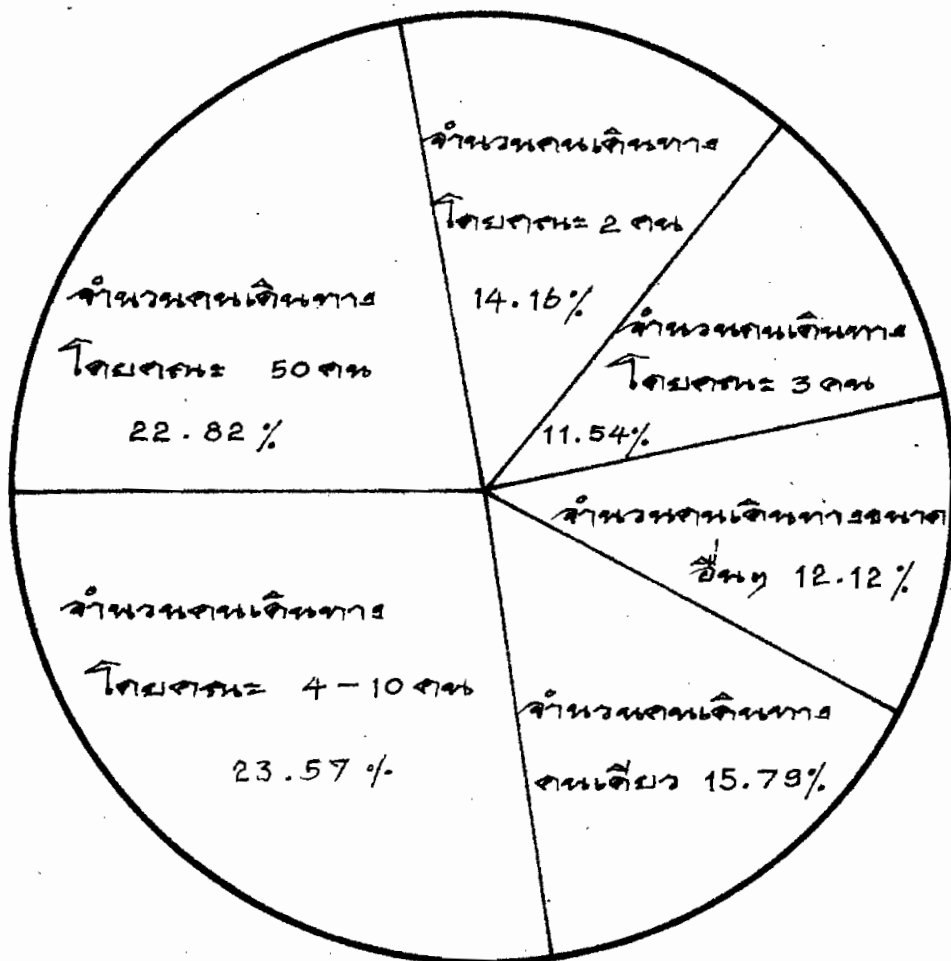 จำนวนคนเดินทาง
โดยคณะ 2 คน
14.16%
จำนวนคนเดินทาง
โดยคณะ 3 คน
11.54%
จำนวนคนเดินทางขนาด
อื่นๆ 12.12%
จำนวนคนเดินทาง
คนเดียว 15.79%
จำนวนคนเดินทาง
โดยคณะ 4-10 คน
23.57%
จำนวนคนเดินทาง
โดยคณะ 50 คน
22.82%